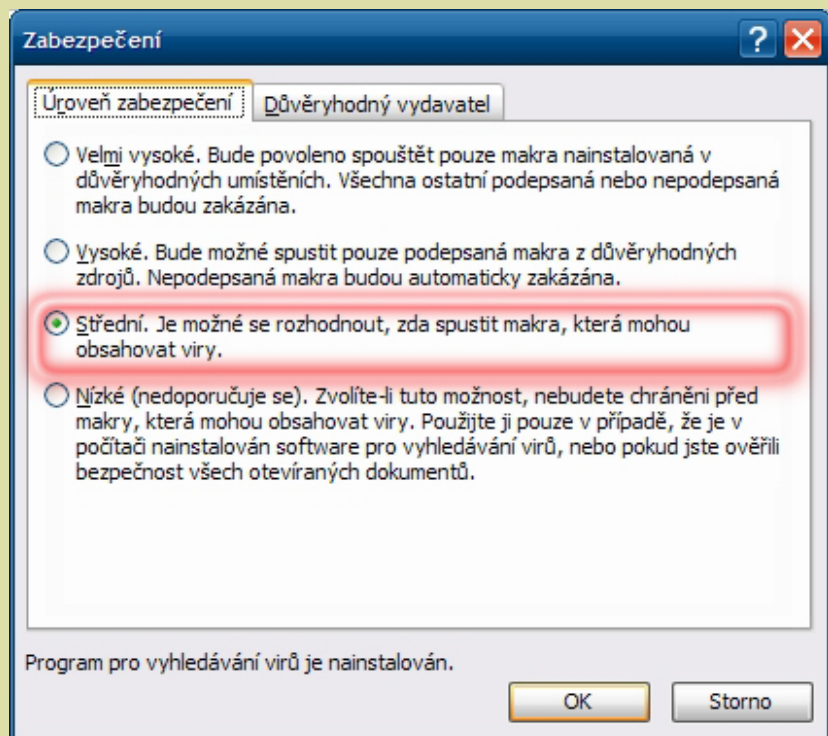 Zabezpečení
Úroveň zabezpečení
Důvěryhodný vydavatel
Velmi vysoké. Bude povoleno spouštět pouze makra nainstalovaná v
důvěryhodných umístěních. Všechna ostatní podepsaná nebo nepodepsaná
makra budou zakázána.
Vysoké. Bude možné spustit pouze podepsaná makra z důvěryhodných
zdrojů. Nepodepsaná makra budou automaticky zakázána.
Střední. Je možné se rozhodnout, zda spustit makra, která mohou
obsahovat viry.
Nízké (nedoporučuje se). Zvolíte-li tuto možnost, nebudete chráněni před
makry, která mohou obsahovat viry. Použijte ji pouze v případě, že je v
počítači nainstalován software pro vyhledávání virů, nebo pokud jste ověřili
bezpečnost všech otevíraných dokumentů.
Program pro vyhledávání virů je nainstalován.
OK
Storno